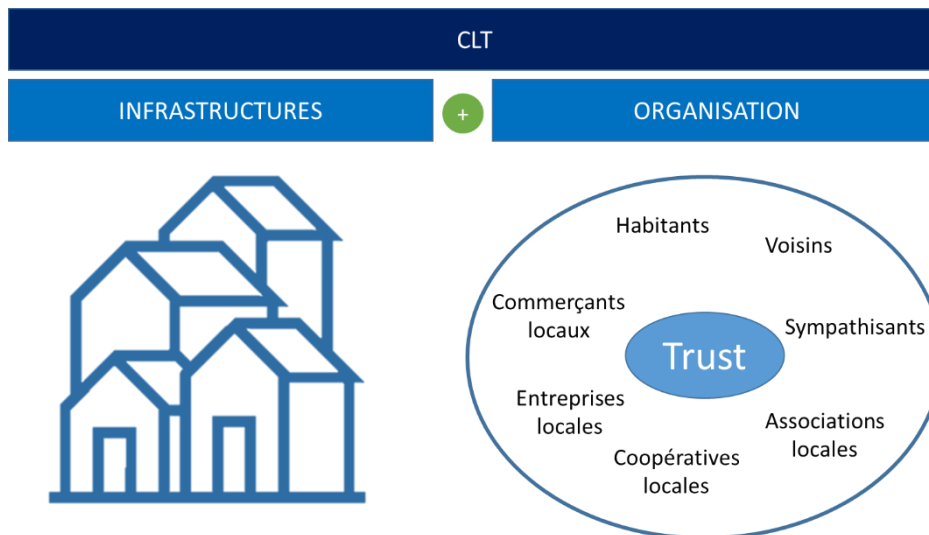 CLT
INFRASTRUCTURES
+
ORGANISATION
Habitants
Voisins
Commerçants
locaux
Sympathisants
Trust
Entreprises
locales
Associations
locales
Coopératives
locales